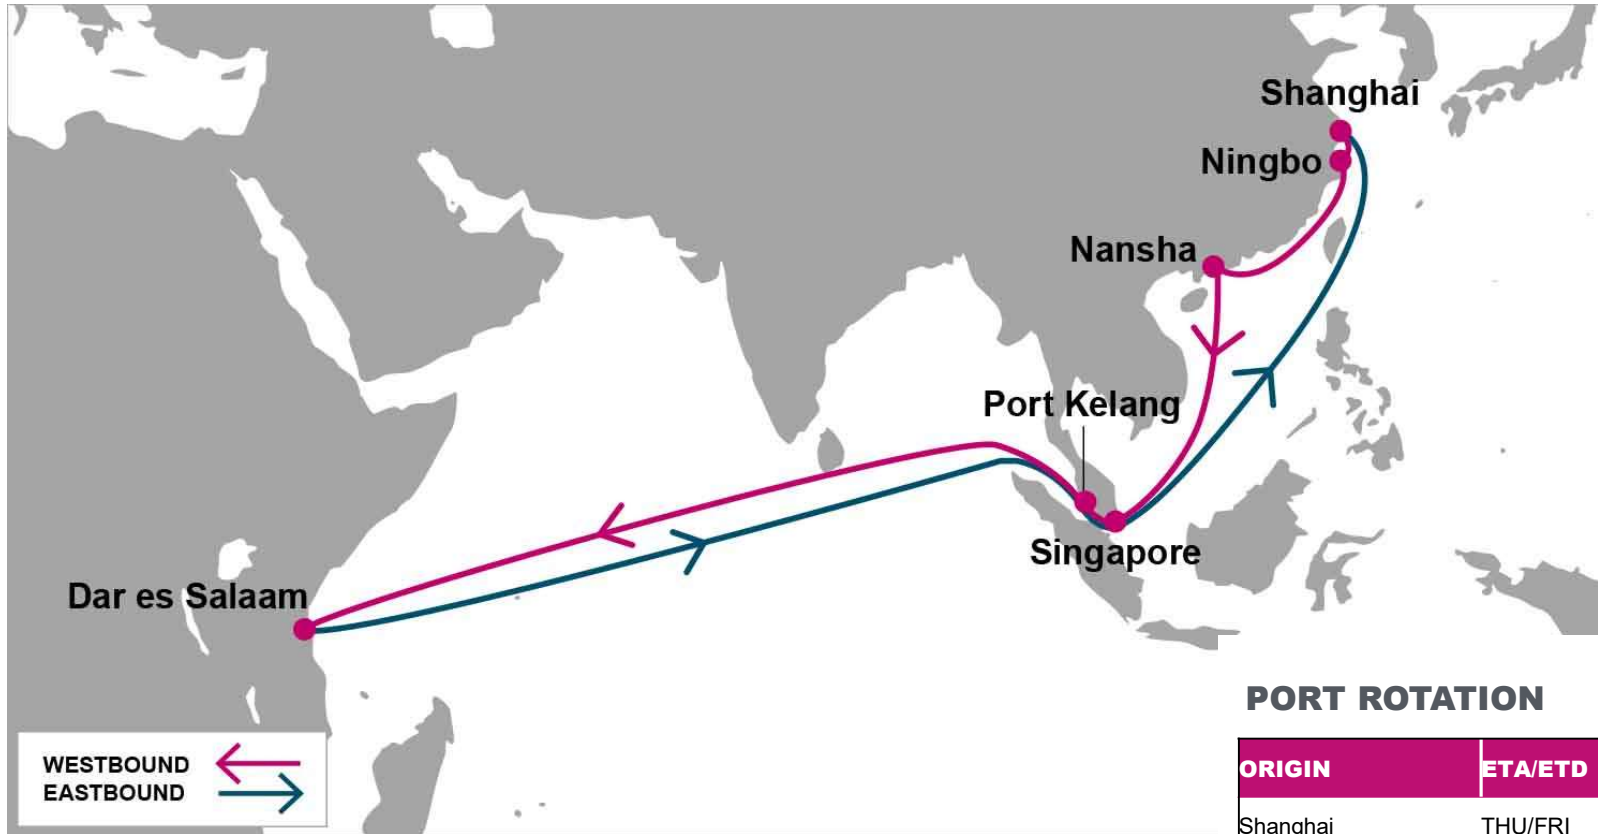 Shanghai
Ningbo
Nansha
Port Kelang
Singapore
Dar es Salaam
WESTBOUND
EASTBOUND
PORT ROTATION
ORIGIN ETA/ETD
Shanghai THU/FRI